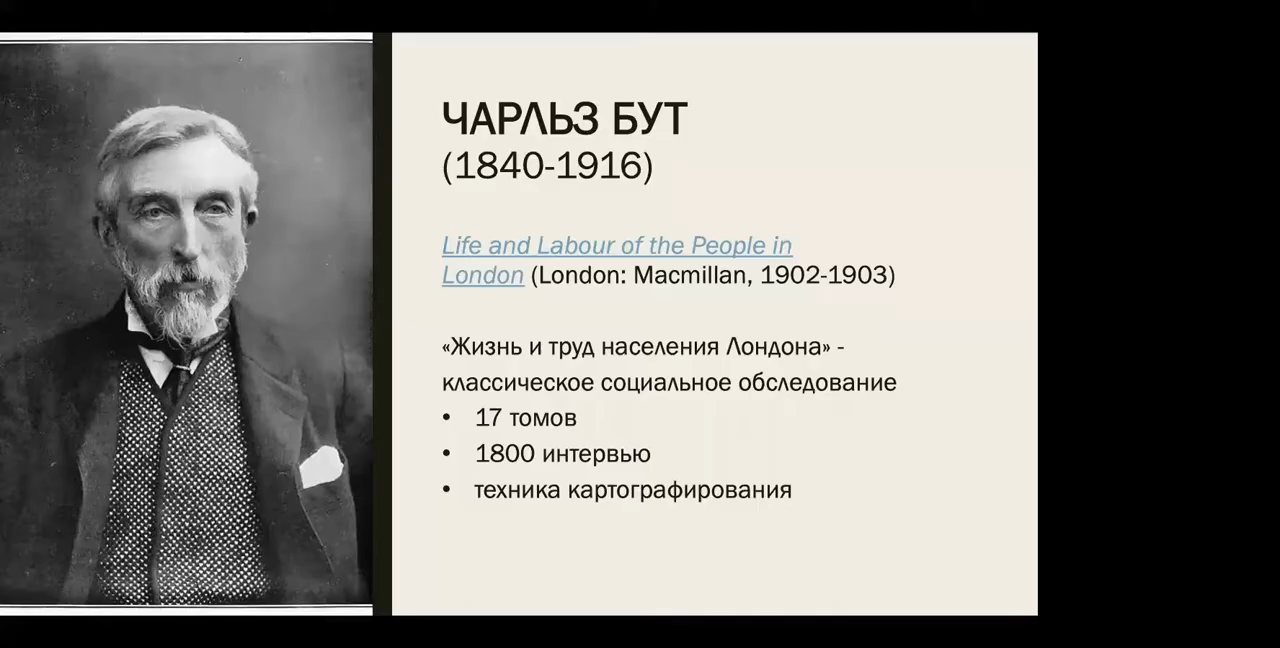 ЧАРЛЬЗ БУТ
(1840-1916)
Life and Labour of the People in
London (London: Macmillan, 1902-1903)
«Жизнь и труд населения Лондона» -
классическое социальное обследование
• 17 томов
• 1800 интервью
• техника картографирования